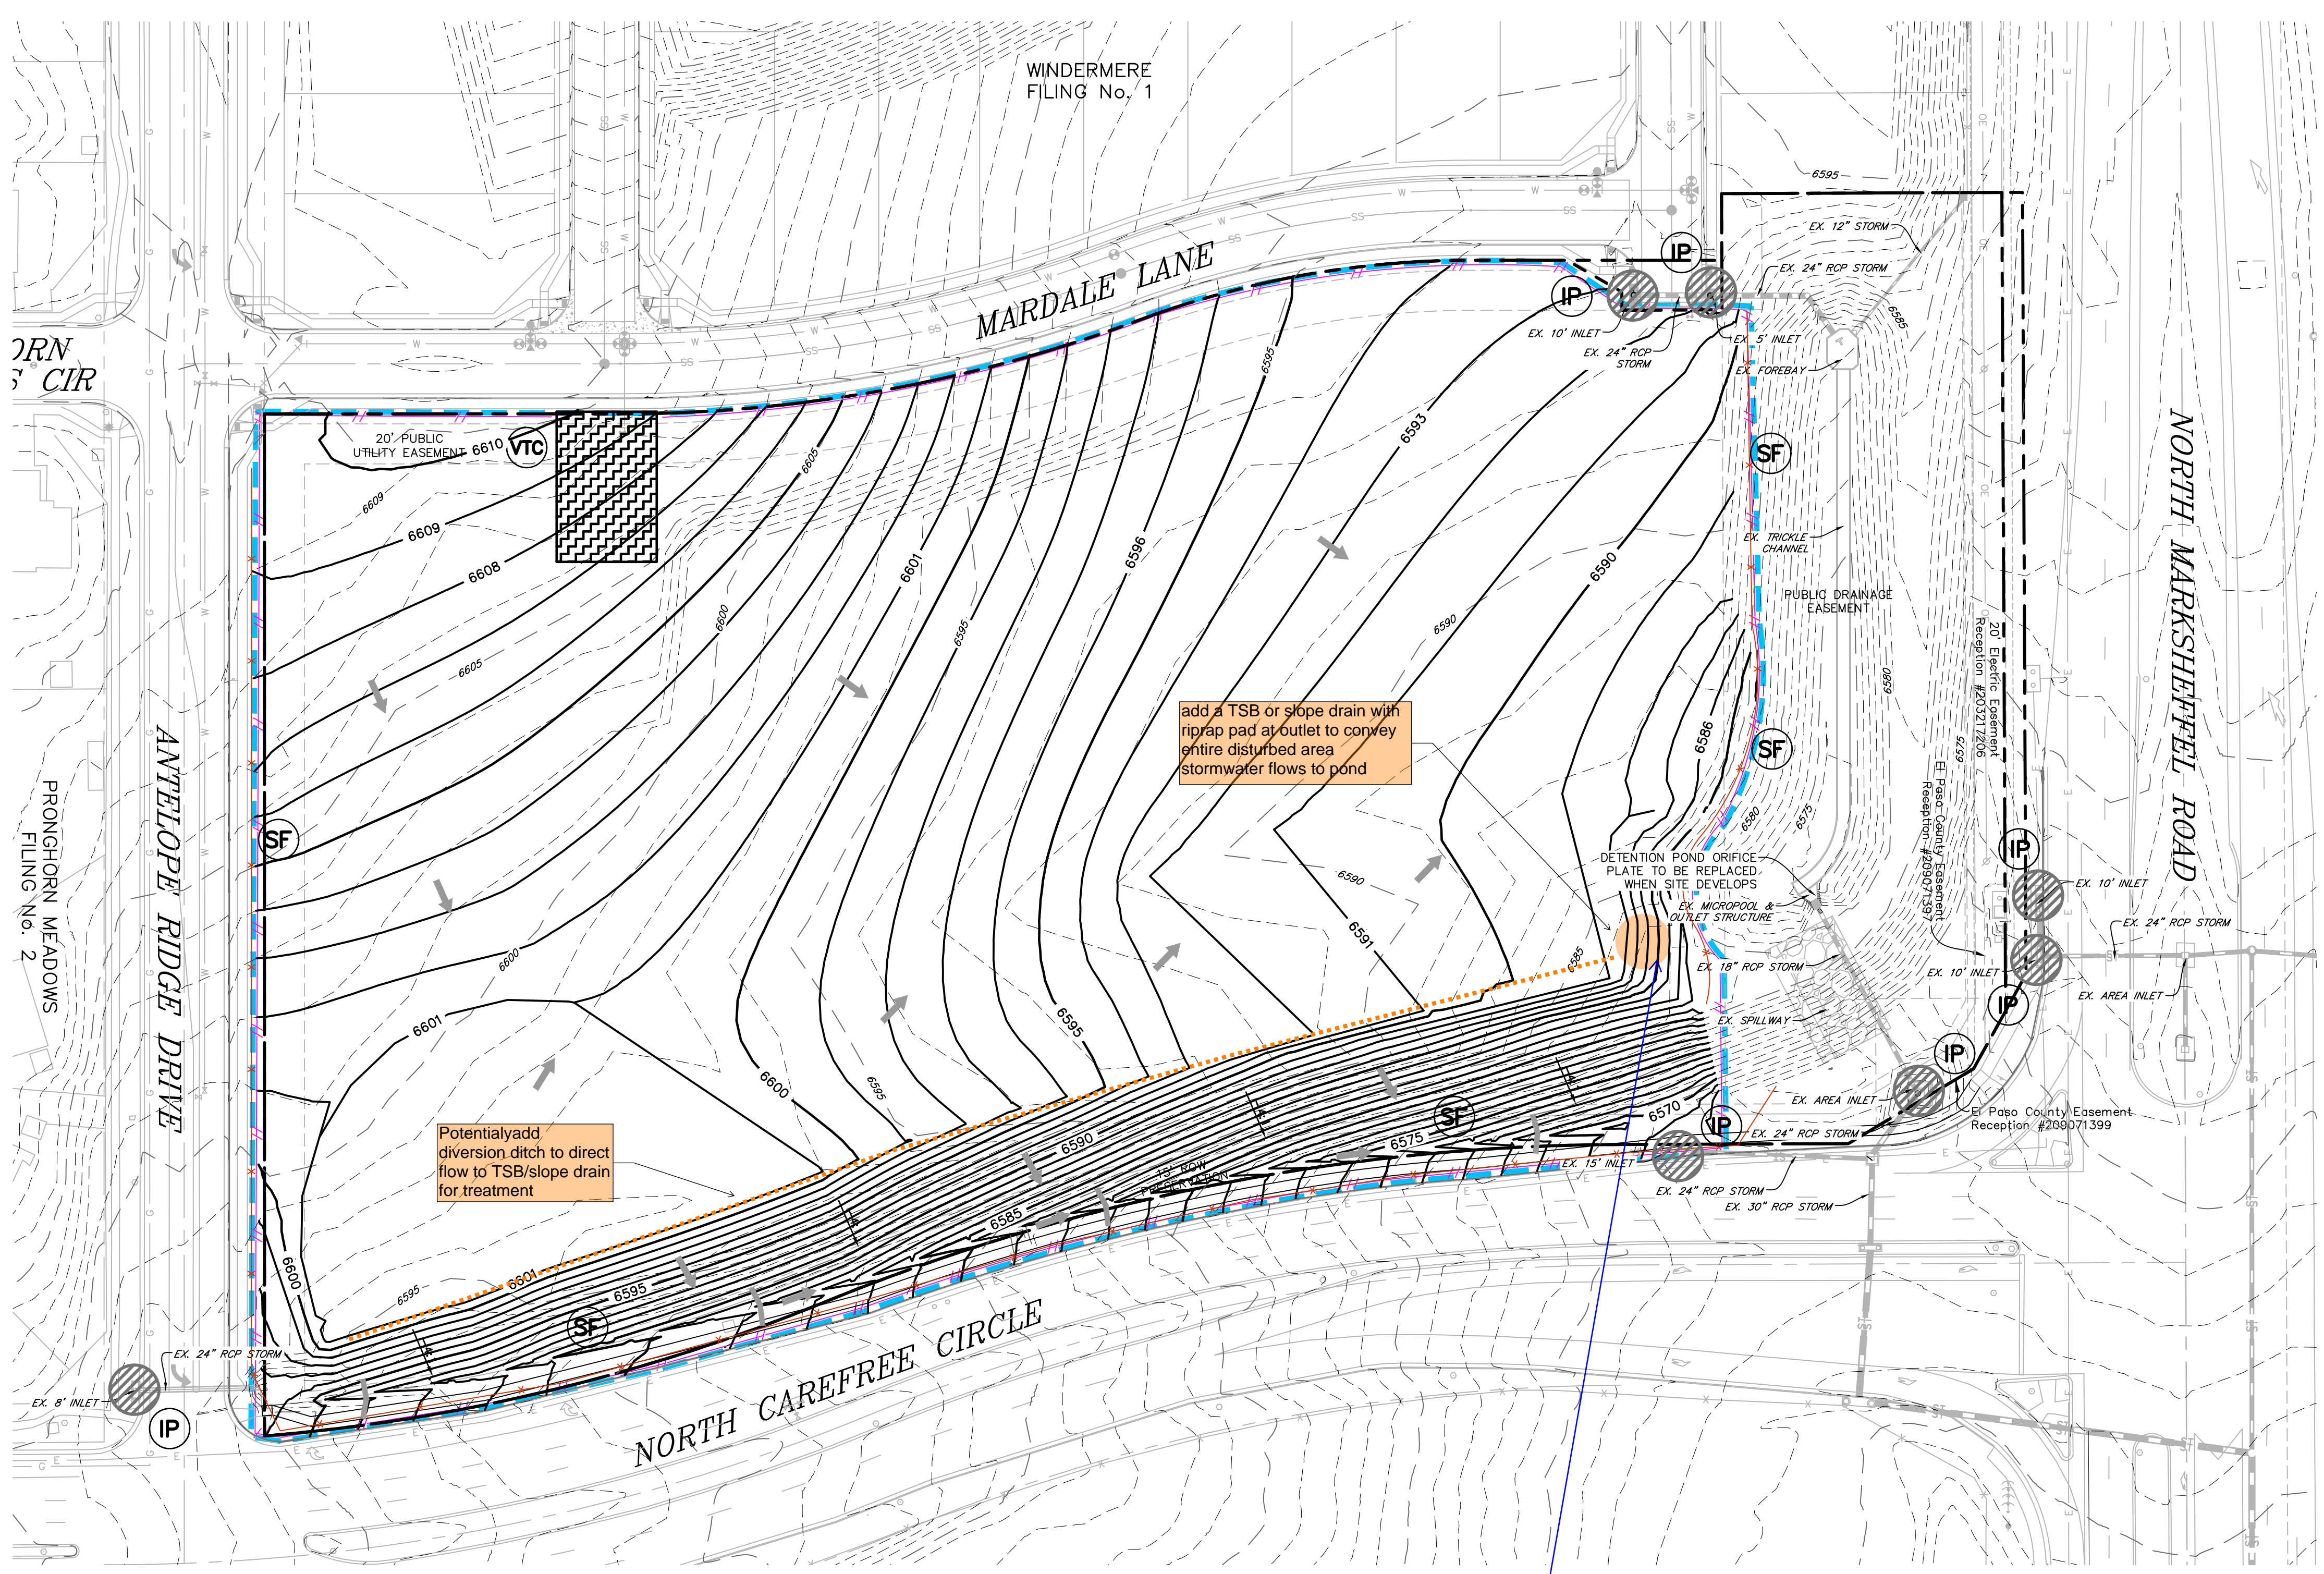 WINDERMERE
FILING No. 1
6595
EX. 12" STORM
IP
EX. 24" RCP STORM
MARDALE LANE
IP
6585
EX. 10' INLET
EX. 5' INLET
EX. 24" RCP
STORM
EX. FOREBAY
ORN
S CIR
6595
20' PUBLIC
UTILITY EASEMENT
6610
VTC
6605
6593
SF
NORTH MARKSHEFFEL ROAD
6609
6609
6608
6601
6596
6590
EX. TRICKLE
CHANNEL
PUBLIC DRAINAGE
EASEMENT
6600
6595
6590
20' Electric Easement
Reception #203217206
6605
6580
add a TSB or slope drain with
riprap pad at outlet to convey
entire disturbed area
stormwater flows to pond
6586
SF
6575
El Paso County Easement
Reception #209071397
ANTELOPE RIDGE DRIVE
PRONGHORN MEADOWS
FILING No. 2
SF
6580
6575
DETENTION POND ORIFICE
PLATE TO BE REPLACED
WHEN SITE DEVELOPS
IP
6590
EX. 10' INLET
EX. MICROPOOL &
OUTLET STRUCTURE
6591
EX. 24" RCP STORM
6600
6585
EX. 18" RCP STORM
EX. 10' INLET
EX. AREA INLET
IP
6601
6595
EX. SPILLWAY
IP
6600
6595
EX. AREA INLET
El Paso County Easement
Reception #209071399
6570
SF
IP
EX. 24" RCP STORM
Potentialyadd
diversion ditch to direct
flow to TSB/slope drain
for treatment
6590
6575
15' ROW
PRESERVATION
EX. 15' INLET
EX. 24" RCP STORM
EX. 30" RCP STORM
6585
6600
6601
6595
6595
SF
NORTH CAREFREE CIRCLE
EX. 24" RCP STORM
EX. 8' INLET
IP